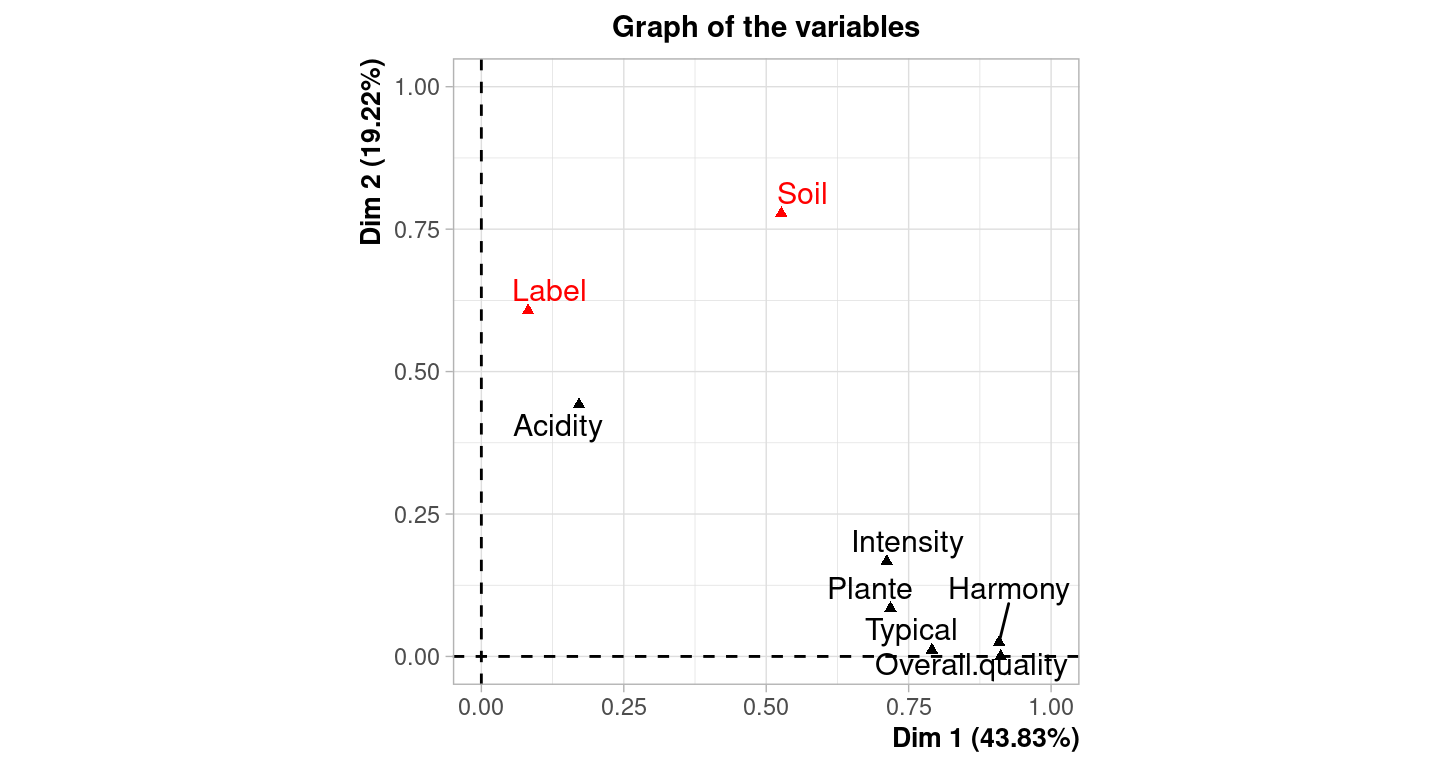 Graph of the variables
Dim 2 (19.22%)
1.00
0.75
0.50
0.25
0.00
Soil
Label
Acidity
Intensity
Plante
Harmony
Typical
Overall.quality
0.00
0.25
0.50
0.75
1.00
Dim 1 (43.83%)